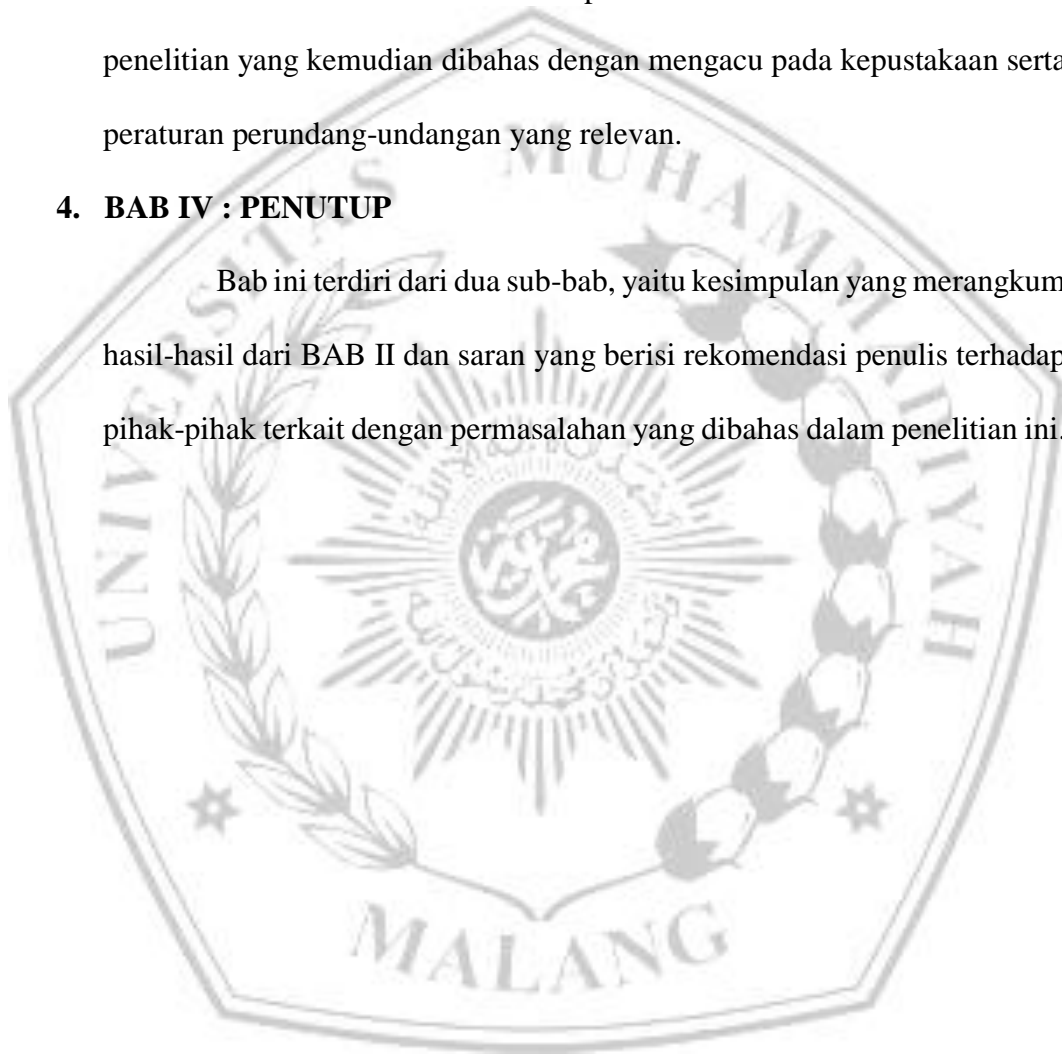 penelitian yang kemudian dibahas dengan mengacu pada kepustakaan serta
peraturan perundang-undangan yang relevan.
4. BAB IV : PENUTUP
Bab ini terdiri dari dua sub-bab, yaitu kesimpulan yang merangkum
hasil-hasil dari BAB II dan saran yang berisi rekomendasi penulis terhadap
pihak-pihak terkait dengan permasalahan yang dibahas dalam penelitian ini.
UNIVERSITAS MUHAMMADIYAH
MALANG